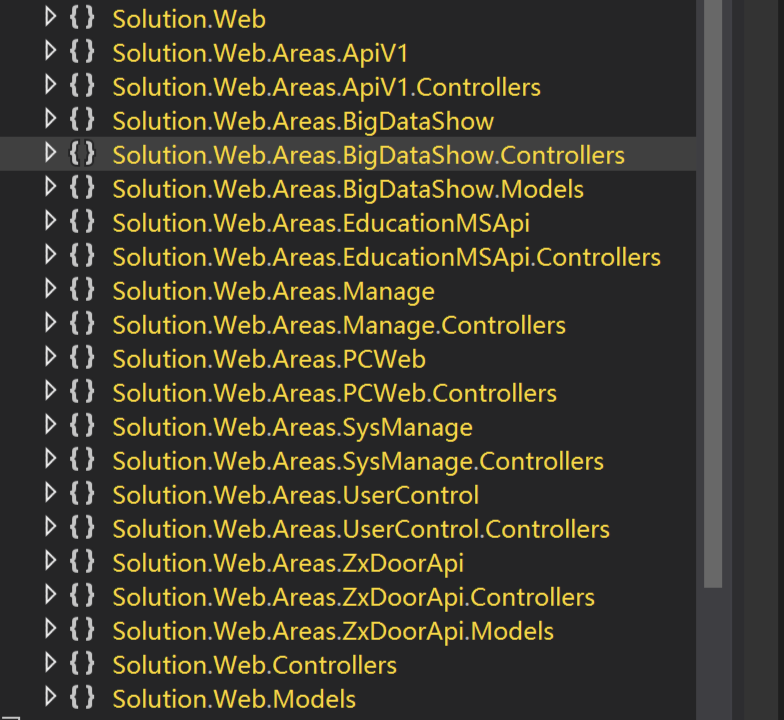 { } Solution.Web
{ } Solution.Web.Areas.ApiV1
{ } Solution.Web.Areas.ApiV1.Controllers
{ } Solution.Web.Areas.BigDataShow
{ } Solution.Web.Areas.BigDataShow.Controllers
{ } Solution.Web.Areas.BigDataShow.Models
{ } Solution.Web.Areas.EducationMSApi
{ } Solution.Web.Areas.EducationMSApi.Controllers
{ } Solution.Web.Areas.Manage
{ } Solution.Web.Areas.Manage.Controllers
{ } Solution.Web.Areas.PCWeb
{ } Solution.Web.Areas.PCWeb.Controllers
{ } Solution.Web.Areas.SysManage
{ } Solution.Web.Areas.SysManage.Controllers
{ } Solution.Web.Areas.UserControl
{ } Solution.Web.Areas.UserControl.Controllers
{ } Solution.Web.Areas.ZxDoorApi
{ } Solution.Web.Areas.ZxDoorApi.Controllers
{ } Solution.Web.Areas.ZxDoorApi.Models
{ } Solution.Web.Controllers
{ } Solution.Web.Models